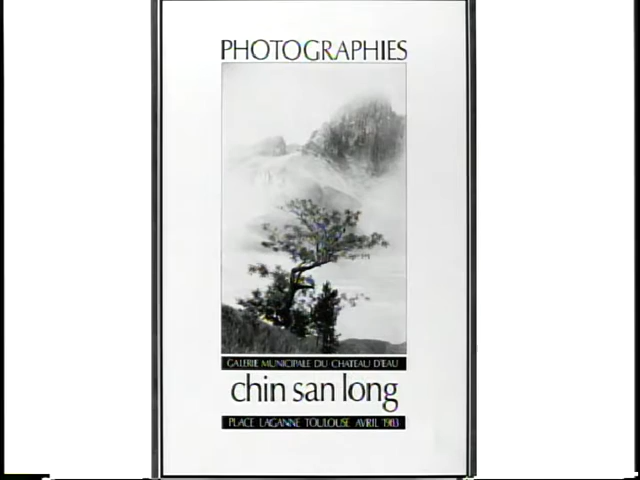 PHOTOGRAPHIES
GALERIE MUNICIPALE DU CHATEAU D'EAU
chin san long
PLACE LAGANNE TOULOUSE AVRIL 1983